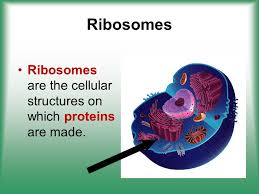 Ribosomes
• Ribosomes
are the cellular
structures on
which proteins
are made.